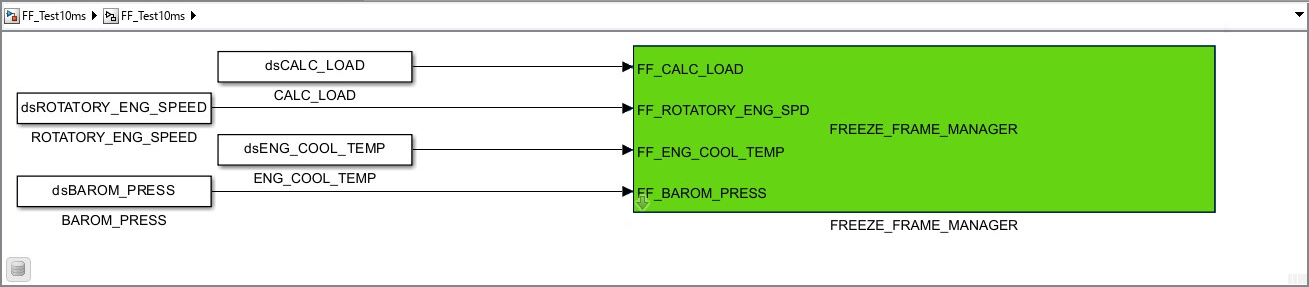 FF_Test10ms FF_Test10ms
dsCALC_LOAD
CALC_LOAD
dsROTATORY_ENG_SPEED
ROTATORY_ENG_SPEED
dsENG_COOL_TEMP
ENG_COOL_TEMP
dsBAROM_PRESS
BAROM_PRESS
FF_CALC_LOAD
FF_ROTATORY_ENG_SPD
FREEZE_FRAME_MANAGER
FF_ENG_COOL_TEMP
FF_BAROM_PRESS
FREEZE_FRAME_MANAGER